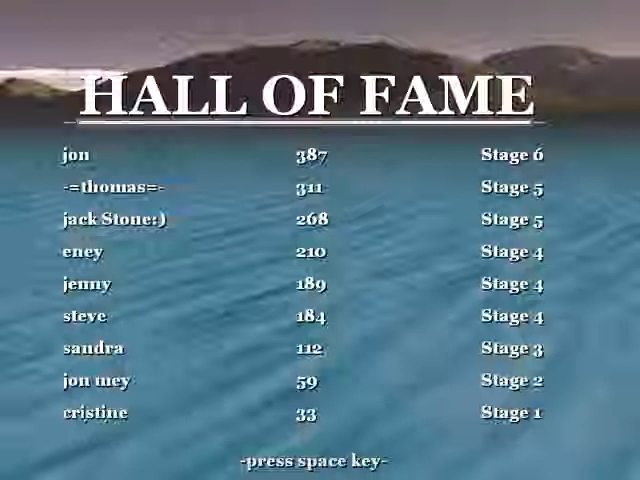 HALL OF FAME
jon 387 Stage 6
-=thomas=- 311 Stage 5
jack Stone:) 268 Stage 5
eney 210 Stage 4
jenny 189 Stage 4
steve 184 Stage 4
sandra 112 Stage 3
jon mey 59 Stage 2
cristine 33 Stage 1
-press space key-